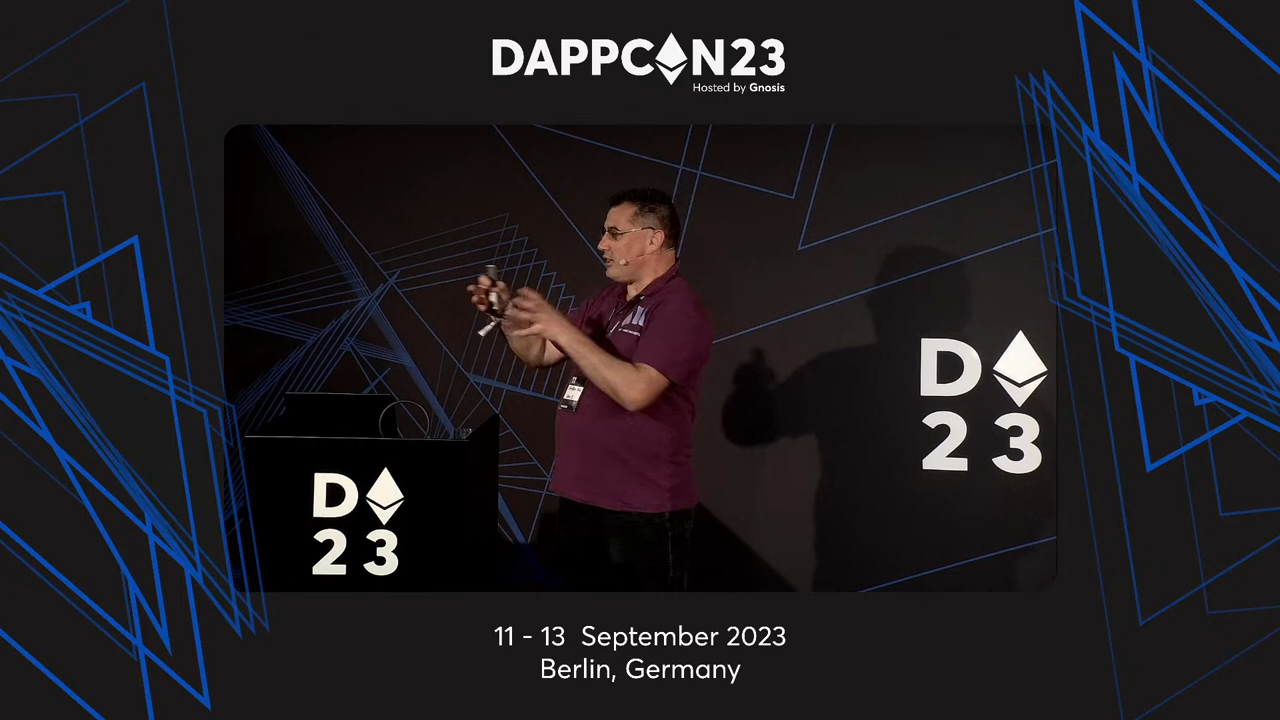 DAPPCON23
Hosted by Gnosis
D
23
D
23
11 - 13 September 2023
Berlin, Germany